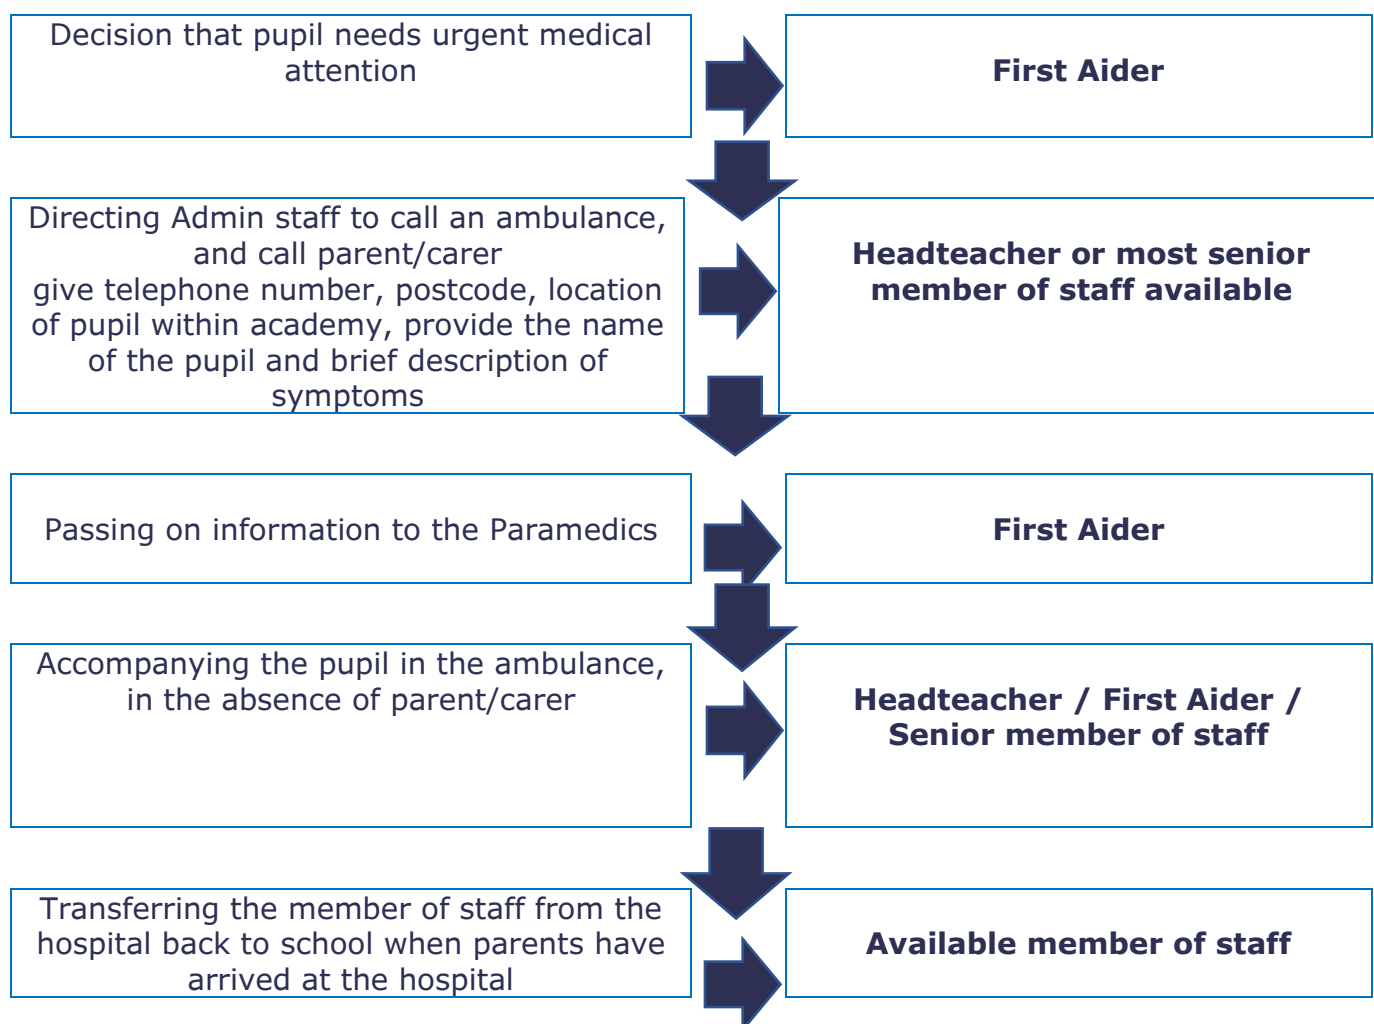 Decision that pupil needs urgent medical
attention
First Aider
Directing Admin staff to call an ambulance,
and call parent/carer
give telephone number, postcode, location
of pupil within academy, provide the name
of the pupil and brief description of
symptoms
Headteacher or most senior
member of staff available
Passing on information to the Paramedics
First Aider
Accompanying the pupil in the ambulance,
in the absence of parent/carer
Headteacher / First Aider /
Senior member of staff
Transferring the member of staff from the
hospital back to school when parents have
arrived at the hospital
Available member of staff